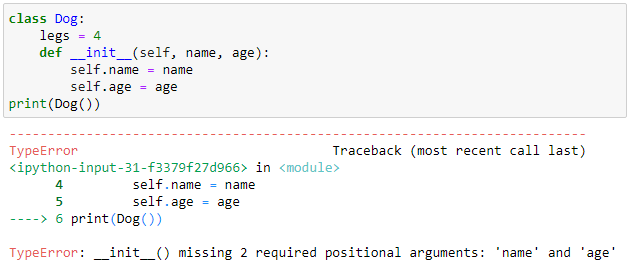 class Dog:
    legs = 4
    def __init__(self, name, age):
        self.name = name
        self.age = age
print(Dog())
---------------------------------------------------------------------------
TypeError                                 Traceback (most recent call last)
<ipython-input-31-f3379f27d966> in <module>
      4         self.name = name
      5         self.age = age
----> 6 print(Dog())
TypeError: __init__() missing 2 required positional arguments: 'name' and 'age'